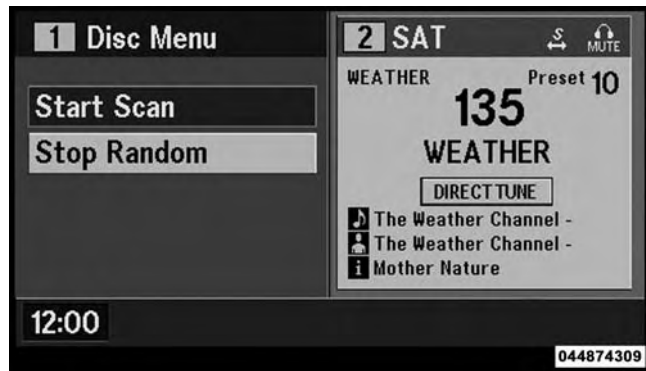 1 Disc Menu
Start Scan
Stop Random
2 SAT
S
MUTE
WEATHER
Preset 10
135
WEATHER
DIRECT TUNE
The Weather Channel -
The Weather Channel -
i Mother Nature
12:00
044874309